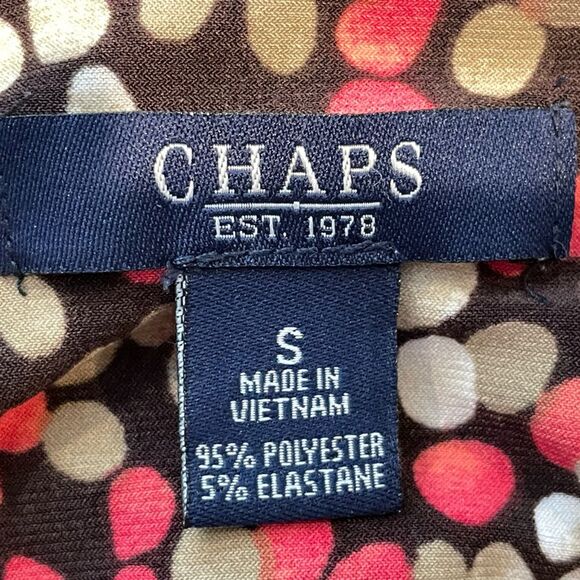 CHAPS
EST. 1978
S
MADE IN
VIETNAM
95% POLYESTER
5% ELASTANE